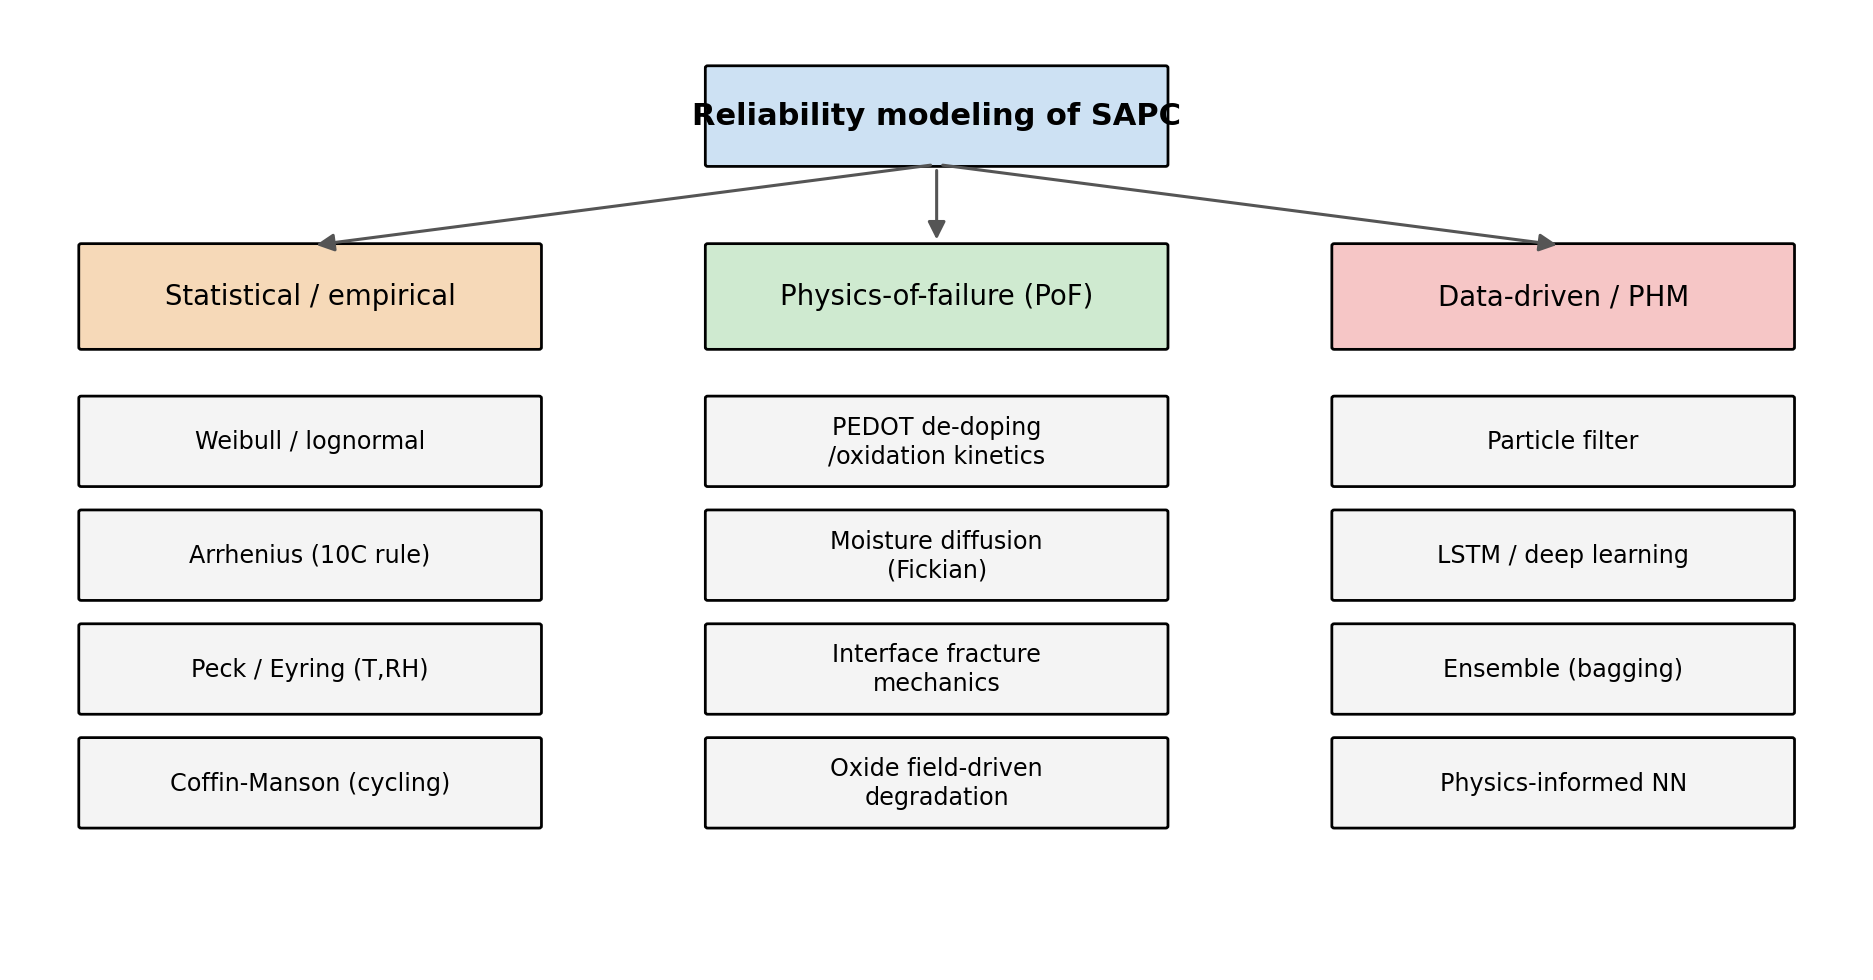 Reliability modeling of SAPC
Statistical / empirical
Physics-of-failure (PoF)
Data-driven / PHM
Weibull / lognormal
PEDOT de-doping
/oxidation kinetics
Particle filter
Arrhenius (10C rule)
Moisture diffusion
(Fickian)
LSTM / deep learning
Peck / Eyring (T,RH)
Interface fracture
mechanics
Ensemble (bagging)
Coffin-Manson (cycling)
Oxide field-driven
degradation
Physics-informed NN